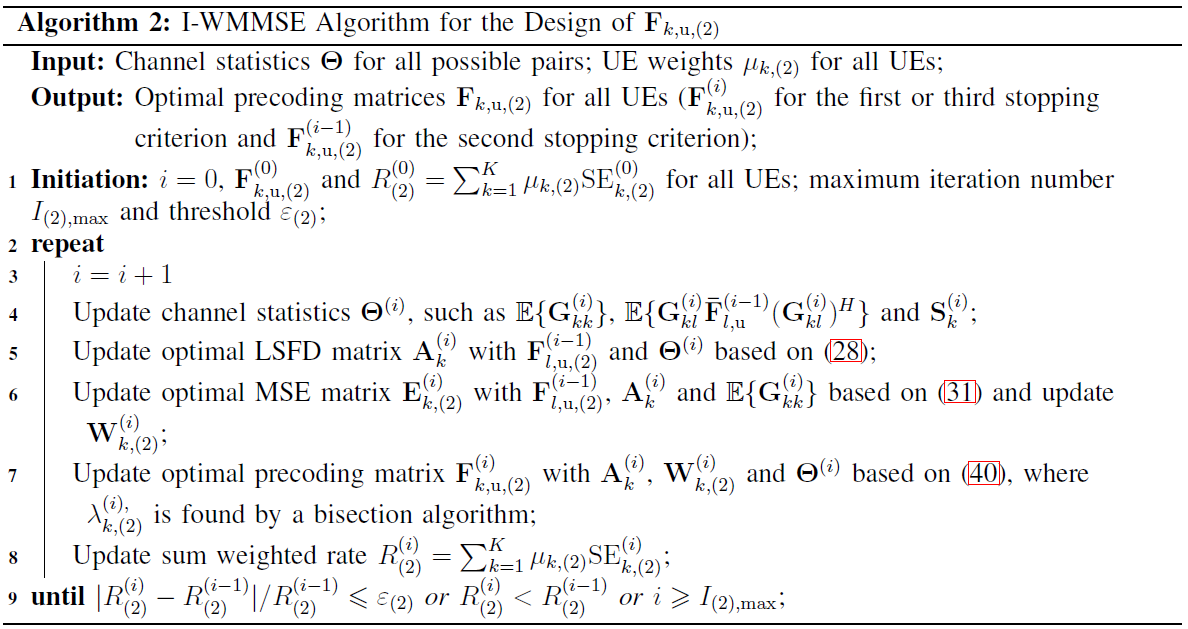 Algorithm 2: I-WMMSE Algorithm for the Design of $\mathbf{F}_{k,\mathrm{u},(2)}$
Input: Channel statistics $\mathbf{\Theta}$ for all possible pairs; UE weights $\mu_{k,(2)}$ for all UEs;
Output: Optimal precoding matrices $\mathbf{F}_{k,\mathrm{u},(2)}$ for all UEs ($\mathbf{F}_{k,\mathrm{u},(2)}^{(i)}$ for the first or third stopping
criterion and $\mathbf{F}_{k,\mathrm{u},(2)}^{(i-1)}$ for the second stopping criterion);
1 Initiation: $i = 0$, $\mathbf{F}_{k,\mathrm{u},(2)}^{(0)}$ and $R_{(2)}^{(0)} = \sum_{k=1}^{K} \mu_{k,(2)} \mathrm{SE}_{k,(2)}^{(0)}$ for all UEs; maximum iteration number
$I_{(2),\max}$ and threshold $\varepsilon_{(2)}$;
2 repeat
3 $i = i + 1$
4 Update channel statistics $\mathbf{\Theta}^{(i)}$, such as $\mathbb{E}\{\mathbf{G}_{kk}^{(i)}\}$, $\mathbb{E}\{\mathbf{G}_{kl}^{(i)} \bar{\mathbf{F}}_{l,\mathrm{u}}^{(i-1)} (\mathbf{G}_{kl}^{(i)})^{H}\}$ and $\mathbf{S}_{k}^{(i)}$;
5 Update optimal LSFD matrix $\mathbf{A}_{k}^{(i)}$ with $\mathbf{F}_{l,\mathrm{u},(2)}^{(i-1)}$ and $\mathbf{\Theta}^{(i)}$ based on (28);
6 Update optimal MSE matrix $\mathbf{E}_{k,(2)}^{(i)}$ with $\mathbf{F}_{l,\mathrm{u},(2)}^{(i-1)}$, $\mathbf{A}_{k}^{(i)}$ and $\mathbb{E}\{\mathbf{G}_{kk}^{(i)}\}$ based on (31) and update
$\mathbf{W}_{k,(2)}^{(i)}$;
7 Update optimal precoding matrix $\mathbf{F}_{k,\mathrm{u},(2)}^{(i)}$ with $\mathbf{A}_{k}^{(i)}$, $\mathbf{W}_{k,(2)}^{(i)}$ and $\mathbf{\Theta}^{(i)}$ based on (40), where
$\lambda_{k,(2)}^{(i),}$ is found by a bisection algorithm;
8 Update sum weighted rate $R_{(2)}^{(i)} = \sum_{k=1}^{K} \mu_{k,(2)} \mathrm{SE}_{k,(2)}^{(i)}$;
9 until $|R_{(2)}^{(i)} - R_{(2)}^{(i-1)}| / R_{(2)}^{(i-1)} \leqslant \varepsilon_{(2)}$ or $R_{(2)}^{(i)} < R_{(2)}^{(i-1)}$ or $i \geqslant I_{(2),\max}$;